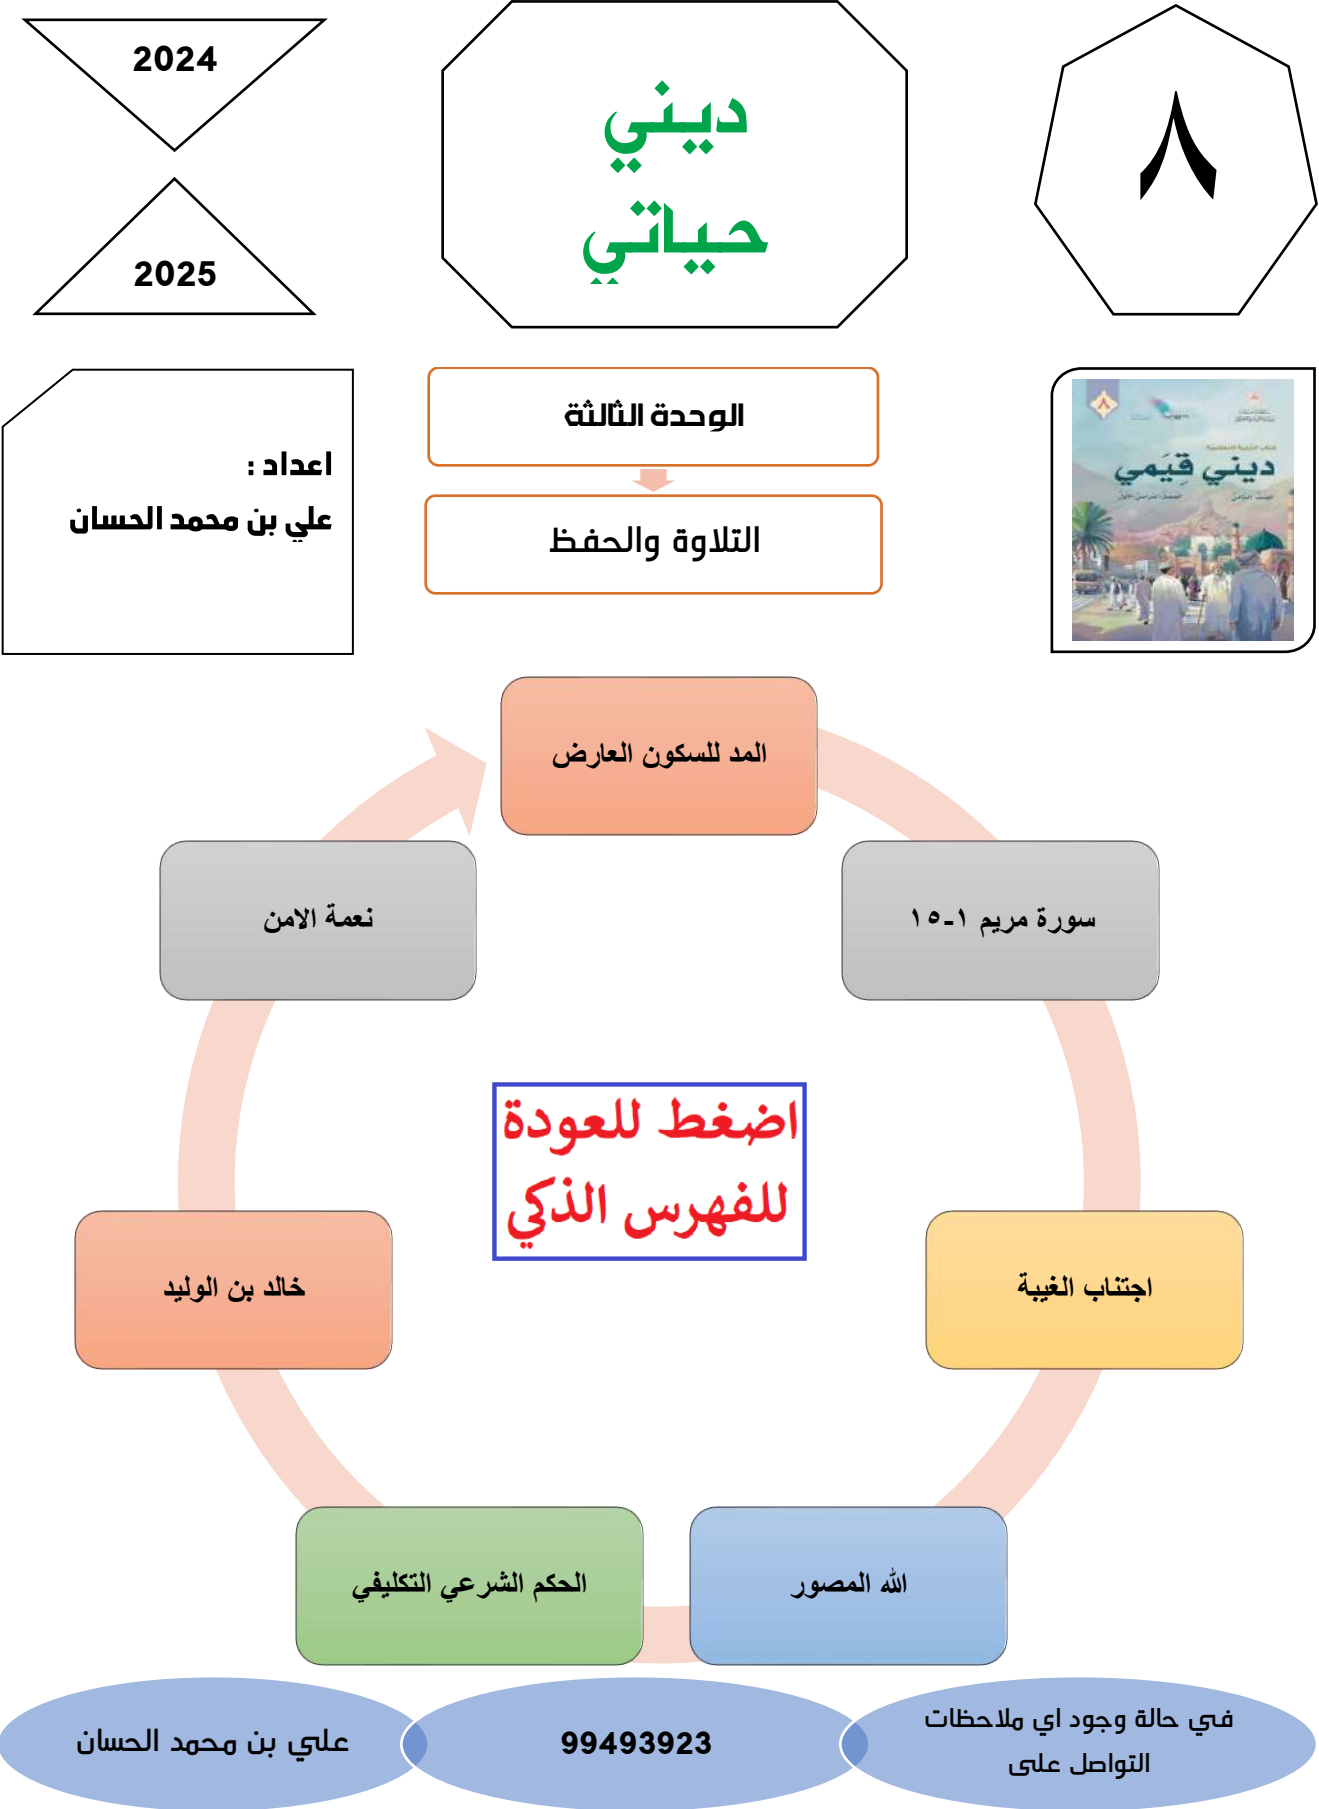 ٨
ديني
حياتي
2024
2025
٨
ديني قِيَمي
الوحدة الثالثة
التلاوة والحفظ
اعداد :
علي بن محمد الحسان
المد للسكون العارض
سورة مريم ١-١٥
اجتناب الغيبة
الله المصور
الحكم الشرعي التكليفي
خالد بن الوليد
نعمة الامن
اضغط للعودة
للفهرس الذكي
في حالة وجود اي ملاحظات
التواصل على
99493923
علي بن محمد الحسان